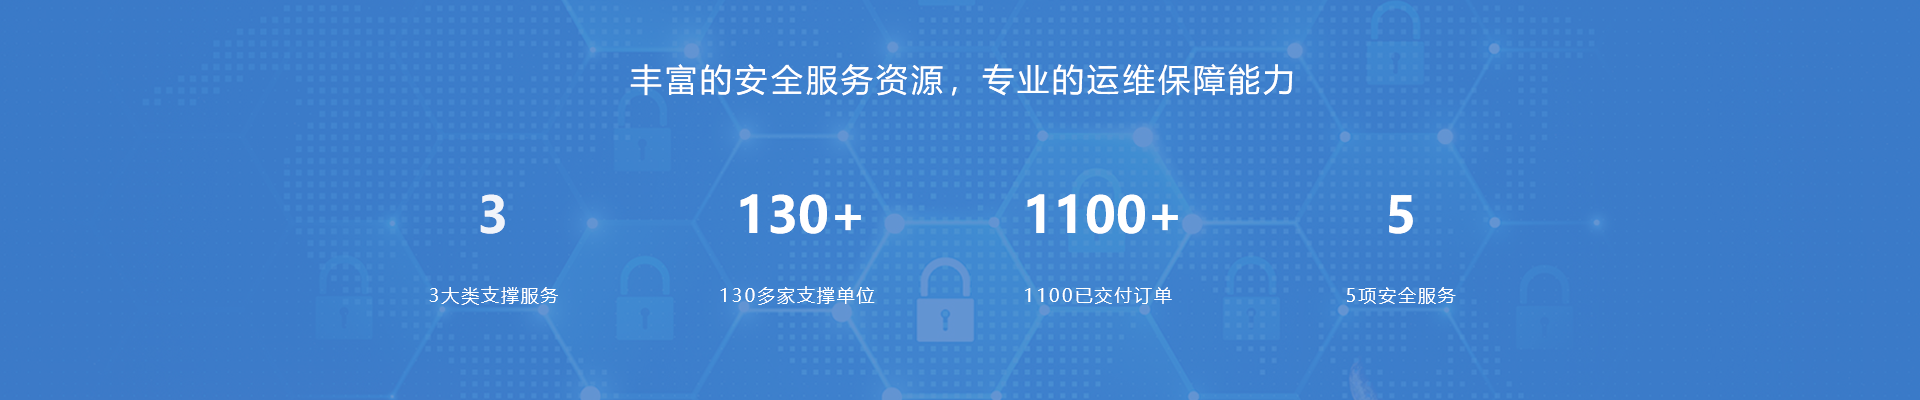 丰富的安全服务资源，专业的运维保障能力
3
130+
1100+
5
3大类支撑服务
130多家支撑单位
1100已交付订单
5项安全服务